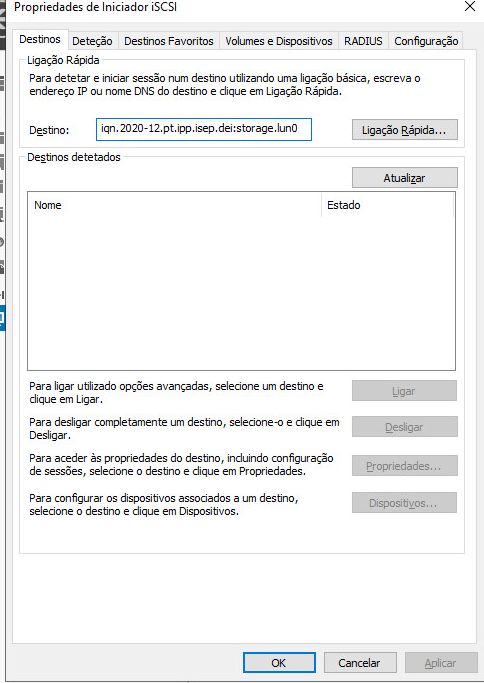 Propriedades de Iniciador iSCSI
Destinos Deteção Destinos Favoritos Volumes e Dispositivos RADIUS Configuração
Ligação Rápida
Para detetar e iniciar sessão num destino utilizando uma ligação básica, escreva o
endereço IP ou nome DNS do destino e clique em Ligação Rápida.
Destino: iqn.2020-12.pt.ipp.isep.dei:storage.lun0 Ligação Rápida...
Destinos detetados
Atualizar
Nome Estado
Para ligar utilizado opções avançadas, selecione um destino e
clique em Ligar.
Ligar
Para desligar completamente um destino, selecione-o e clique em
Desligar.
Desligar
Para aceder às propriedades do destino, incluindo configuração
de sessões, selecione o destino e clique em Propriedades.
Propriedades...
Para configurar os dispositivos associados a um destino,
selecione o destino e clique em Dispositivos.
Dispositivos...
OK Cancelar Aplicar